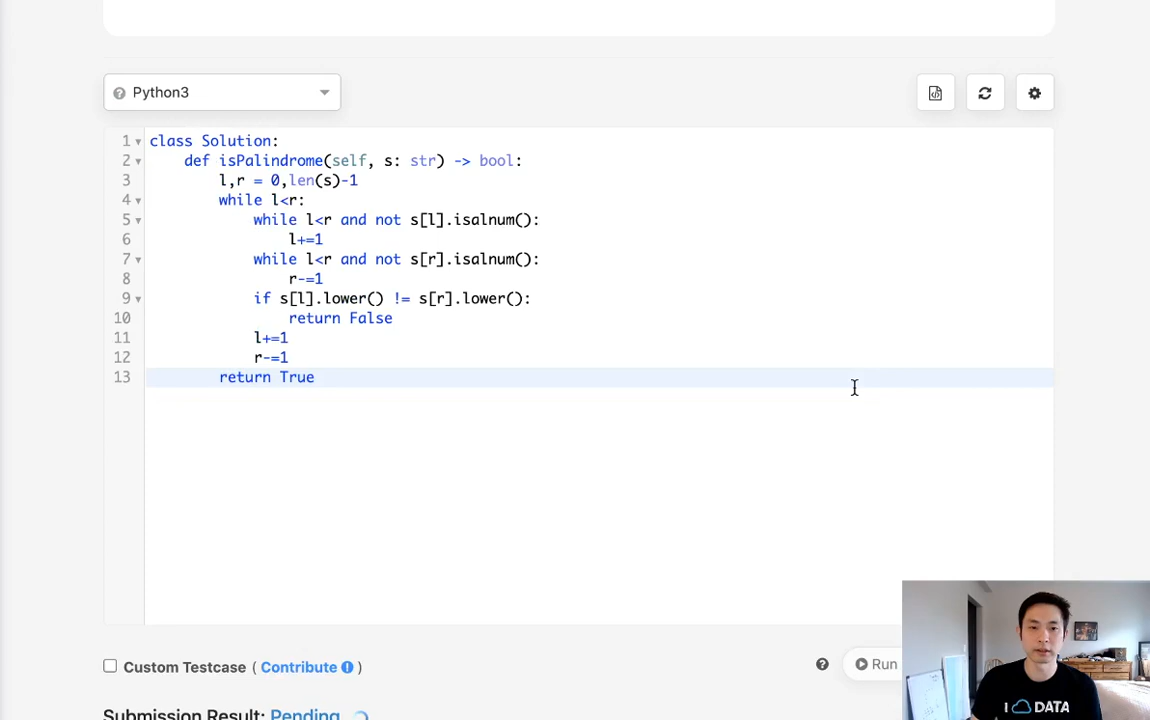 Python3
1 class Solution:
2     def isPalindrome(self, s: str) -> bool:
3         l,r = 0,len(s)-1
4         while l<r:
5             while l<r and not s[l].isalnum():
6                 l+=1
7             while l<r and not s[r].isalnum():
8                 r-=1
9             if s[l].lower() != s[r].lower():
10                 return False
11             l+=1
12             r-=1
13         return True
Custom Testcase ( Contribute )
Run
Submission Result: Pending
I DATA